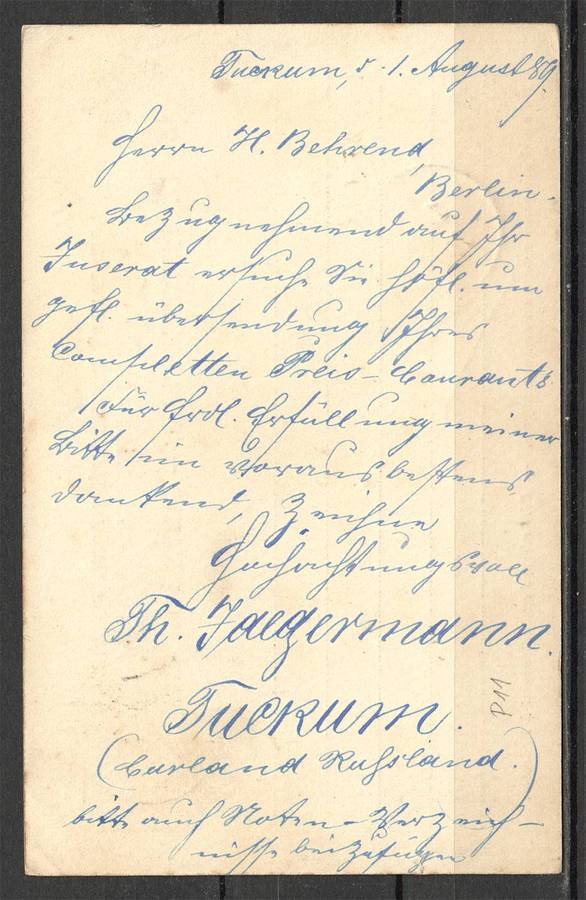 Tuckum, d. 1. August 89.
Herrn H. Behrend,
Berlin.
Bezugnehmend auf Ihr
Inserat ersuche Sie höfl. um
gefl. übersendung Ihres
Completten Preis-Courants
für frdl. Erfüllung meiner
Bitte im voraus bestens
dankend, zeichne
Hochachtungsvoll
Th. Jaegermann.
Tuckum.
(Curland Russland.)
bitte auch Noten-Verzeich-
nisse beizufügen
P11